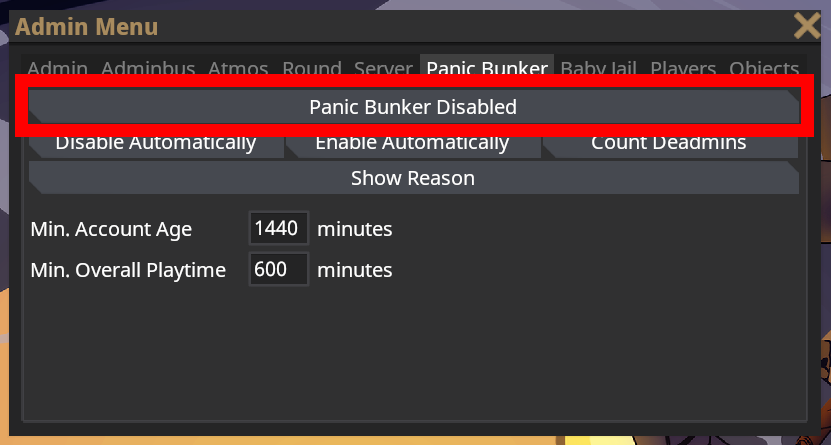 Admin Menu
Admin Adminbus Atmos Round Server Panic Bunker Baby Jail Players Objects
Panic Bunker Disabled
Disable Automatically Enable Automatically Count Deadmins
Show Reason
Min. Account Age 1440 minutes
Min. Overall Playtime 600 minutes